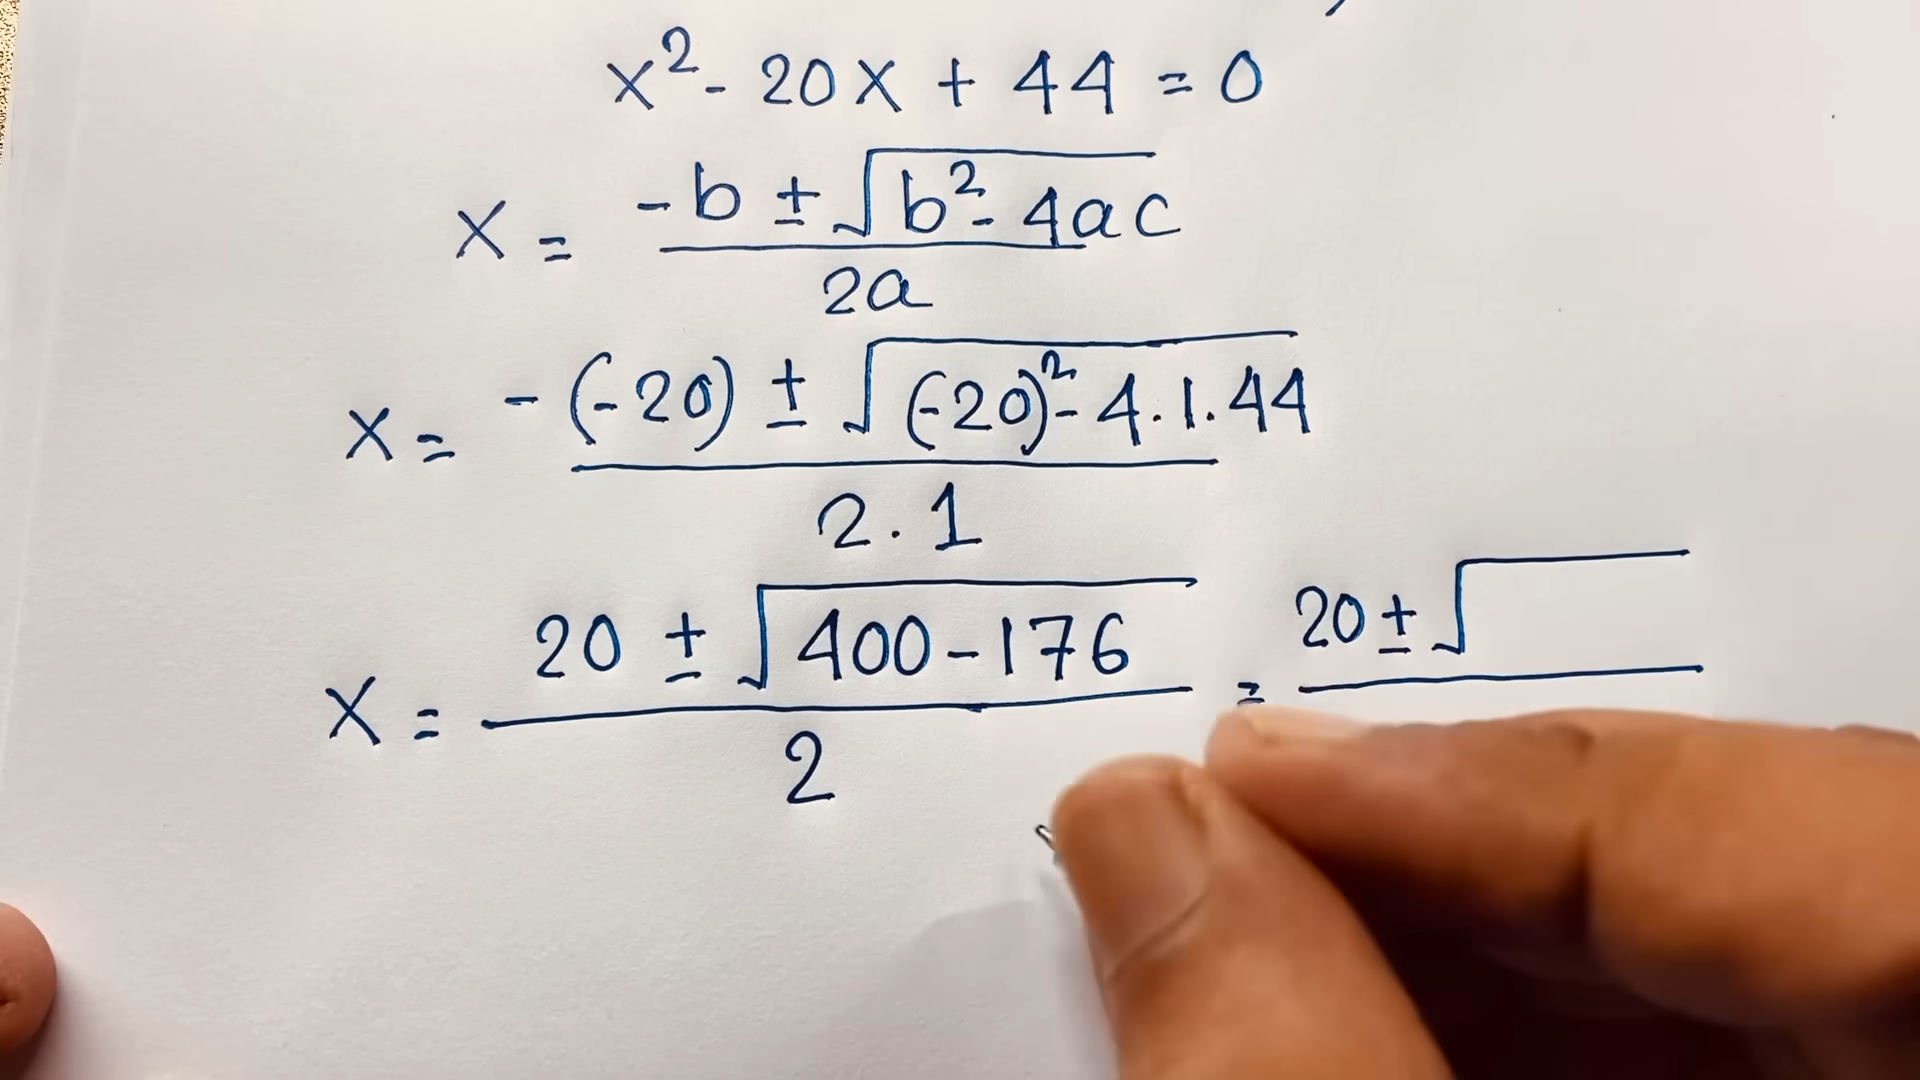 x² - 20x + 44 = 0
x = (-b ± √(b² - 4ac)) / 2a
x = (-(-20) ± √((-20)² - 4.1.44)) / 2.1
x = (20 ± √(400 - 176)) / 2 = 20 ± √